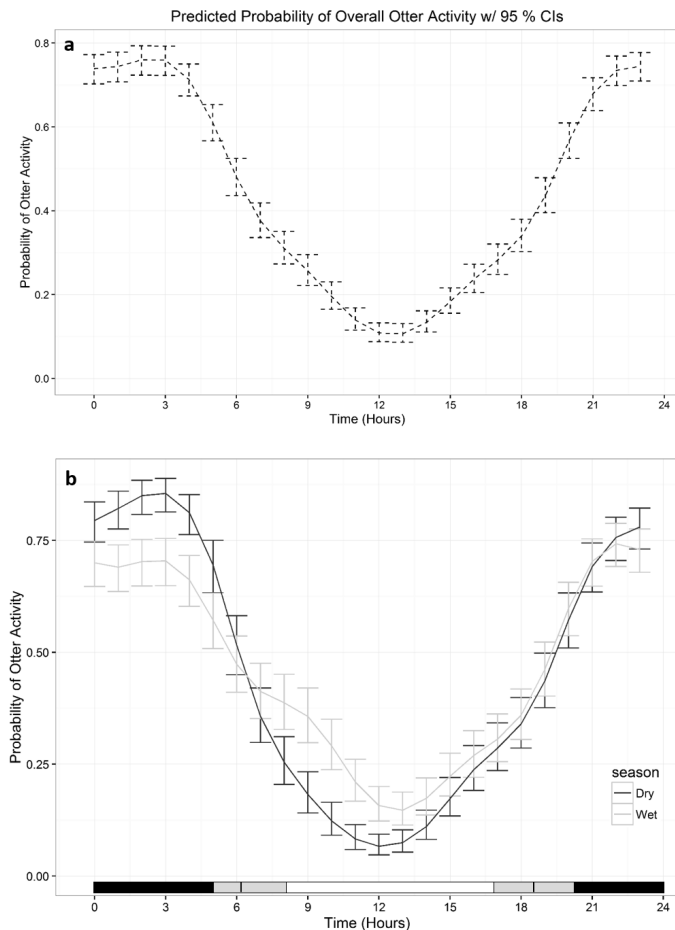 Predicted Probability of Overall Otter Activity w/ 95 % CIs
a
0.8
0.6
0.4
0.2
0.0
Probability of Otter Activity
0 3 6 9 12 15 18 21 24
Time (Hours)
b
0.75
0.50
0.25
0.00
Probability of Otter Activity
season
Dry
Wet
0 3 6 9 12 15 18 21 24
Time (Hours)